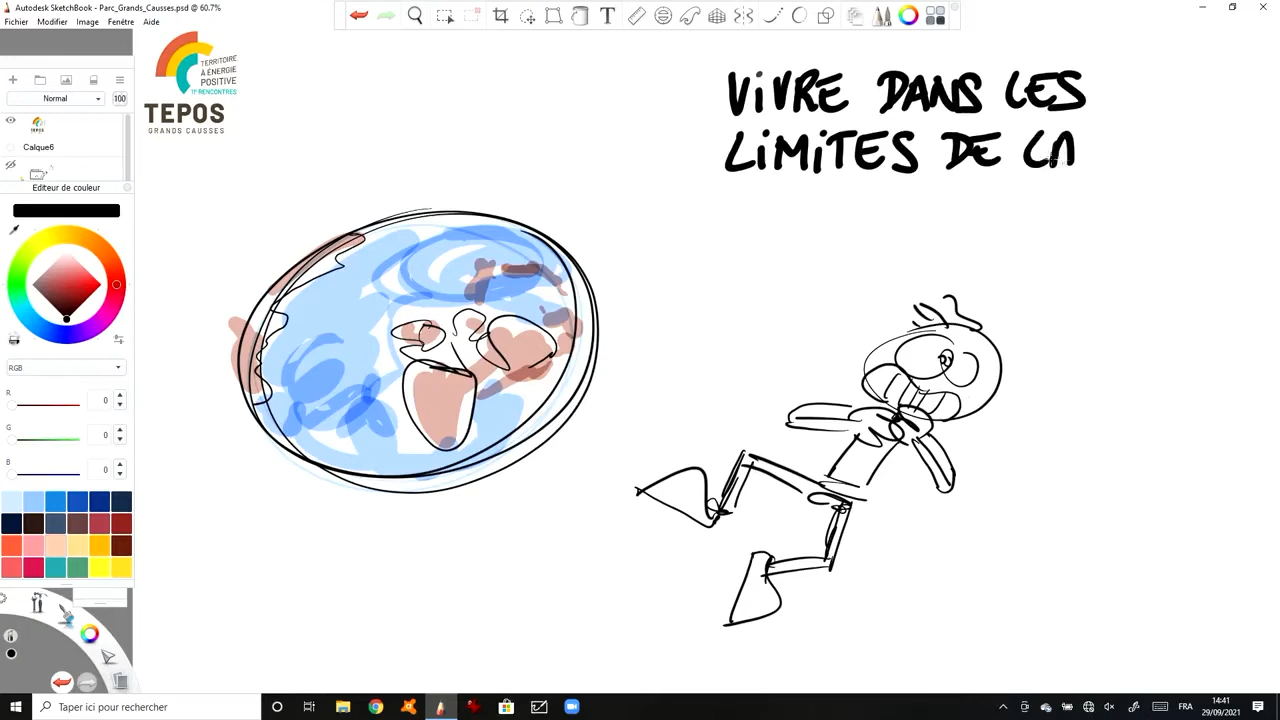 Autodesk SketchBook - Parc_Grands_Causses.psd @ 60.7%
Fichier Modifier Image Fenêtre Aide
TERRITOIRE
À ÉNERGIE
POSITIVE
11ᵉ RENCONTRES
TEPOS
GRANDS CAUSSES
Normal 100
Calque6
Editeur de couleur
RGB
R 0
G 0
B 0
VIVRE DANS LES
LIMITES DE LA
Taper ici pour rechercher
FRA
14:41
29/09/2021